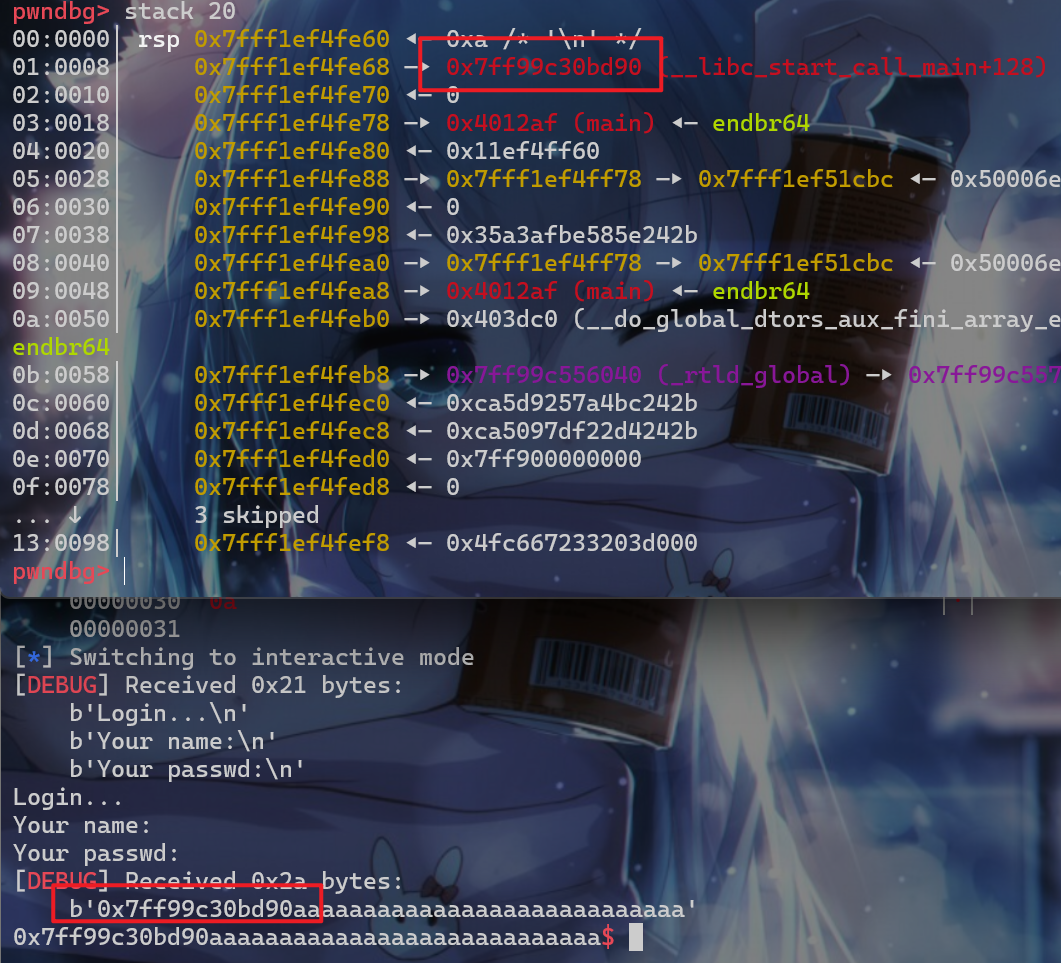 pwndbg> stack 20
00:0000│ rsp 0x7fff1ef4fe60 ◂— 0xa /* '\n' */
01:0008│     0x7fff1ef4fe68 —▸ 0x7ff99c30bd90 (__libc_start_call_main+128)
02:0010│     0x7fff1ef4fe70 ◂— 0
03:0018│     0x7fff1ef4fe78 —▸ 0x4012af (main) ◂— endbr64
04:0020│     0x7fff1ef4fe80 ◂— 0x11ef4ff60
05:0028│     0x7fff1ef4fe88 —▸ 0x7fff1ef4ff78 —▸ 0x7fff1ef51cbc ◂— 0x50006e
06:0030│     0x7fff1ef4fe90 ◂— 0
07:0038│     0x7fff1ef4fe98 ◂— 0x35a3afbe585e242b
08:0040│     0x7fff1ef4fea0 —▸ 0x7fff1ef4ff78 —▸ 0x7fff1ef51cbc ◂— 0x50006e
09:0048│     0x7fff1ef4fea8 —▸ 0x4012af (main) ◂— endbr64
0a:0050│     0x7fff1ef4feb0 —▸ 0x403dc0 (__do_global_dtors_aux_fini_array_e
endbr64
0b:0058│     0x7fff1ef4feb8 —▸ 0x7ff99c556040 (_rtld_global) —▸ 0x7ff99c557
0c:0060│     0x7fff1ef4fec0 ◂— 0xca5d9257a4bc242b
0d:0068│     0x7fff1ef4fec8 ◂— 0xca5097df22d4242b
0e:0070│     0x7fff1ef4fed0 ◂— 0x7ff900000000
0f:0078│     0x7fff1ef4fed8 ◂— 0
... ↓        3 skipped
13:0098│     0x7fff1ef4fef8 ◂— 0x4fc667233203d000
pwndbg>
00000030  0a
00000031
[*] Switching to interactive mode
[DEBUG] Received 0x21 bytes:
b'Login...\n'
b'Your name:\n'
b'Your passwd:\n'
Login...
Your name:
Your passwd:
[DEBUG] Received 0x2a bytes:
b'0x7ff99c30bd90aaaaaaaaaaaaaaaaaaaaaaaaaaaa'
0x7ff99c30bd90aaaaaaaaaaaaaaaaaaaaaaaaaaaa$